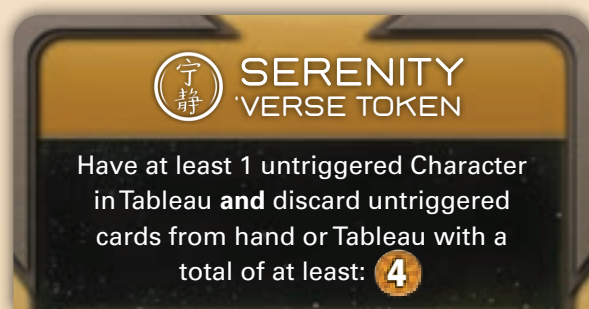 宁静
SERENITY
'VERSE TOKEN
Have at least 1 untriggered Character
in Tableau and discard untriggered
cards from hand or Tableau with a
total of at least: 4